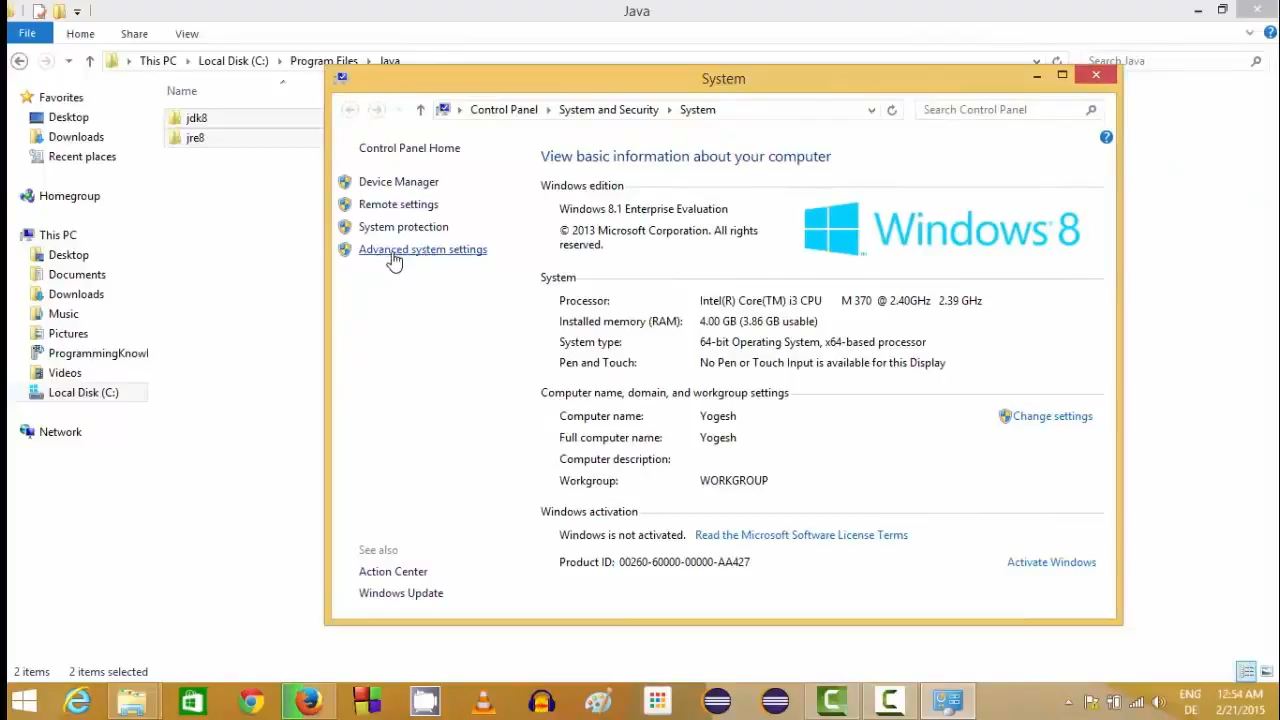 Java
File Home Share View
This PC Local Disk (C:) Program Files Java
Search Java
Name
Favorites
Desktop
Downloads
Recent places
Homegroup
This PC
Desktop
Documents
Downloads
Music
Pictures
ProgrammingKnowl
Videos
Local Disk (C:)
Network
jdk8
jre8
System
Control Panel System and Security System
Search Control Panel
Control Panel Home
Device Manager
Remote settings
System protection
Advanced system settings
See also
Action Center
Windows Update
View basic information about your computer
Windows edition
Windows 8.1 Enterprise Evaluation
© 2013 Microsoft Corporation. All rights
reserved.
Windows 8
System
Processor: Intel(R) Core(TM) i3 CPU M 370 @ 2.40GHz 2.39 GHz
Installed memory (RAM): 4.00 GB (3.86 GB usable)
System type: 64-bit Operating System, x64-based processor
Pen and Touch: No Pen or Touch Input is available for this Display
Computer name, domain, and workgroup settings
Computer name: Yogesh
Change settings
Full computer name: Yogesh
Computer description:
Workgroup: WORKGROUP
Windows activation
Windows is not activated. Read the Microsoft Software License Terms
Product ID: 00260-60000-00000-AA427
Activate Windows
2 items 2 items selected
ENG 12:54 AM
DE 2/21/2015